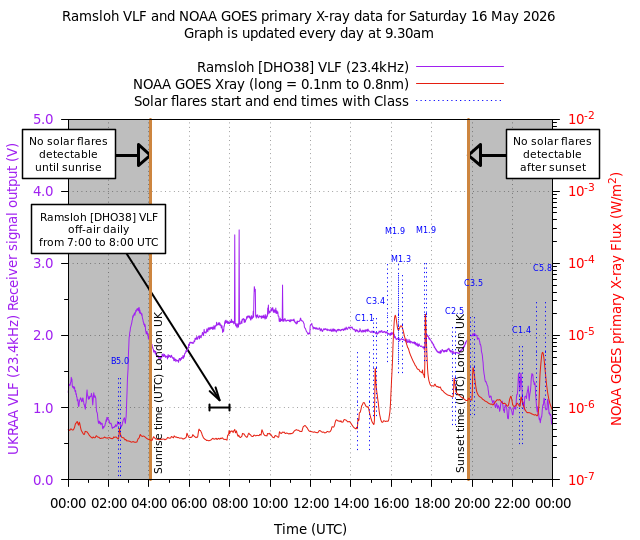 Ramsloh VLF and NOAA GOES primary X-ray data for Saturday 16 May 2026
Graph is updated every day at 9.30am
Ramsloh [DHO38] VLF (23.4kHz)
NOAA GOES Xray (long = 0.1nm to 0.8nm)
Solar flares start and end times with Class
5.0
4.0
3.0
2.0
1.0
0.0
UKRAA VLF (23.4kHz) Receiver signal output (V)
10-2
10-3
10-4
10-5
10-6
10-7
NOAA GOES primary X-ray Flux (W/m2)
No solar flares
detectable
until sunrise
No solar flares
detectable
after sunset
Ramsloh [DHO38] VLF
off-air daily
from 7:00 to 8:00 UTC
Sunrise time (UTC) London UK
Sunset time (UTC) London UK
B5.0
C1.1
C3.4
M1.9
M1.3
M1.9
C2.5
C3.5
C1.4
C5.8
00:00 02:00 04:00 06:00 08:00 10:00 12:00 14:00 16:00 18:00 20:00 22:00 00:00
Time (UTC)